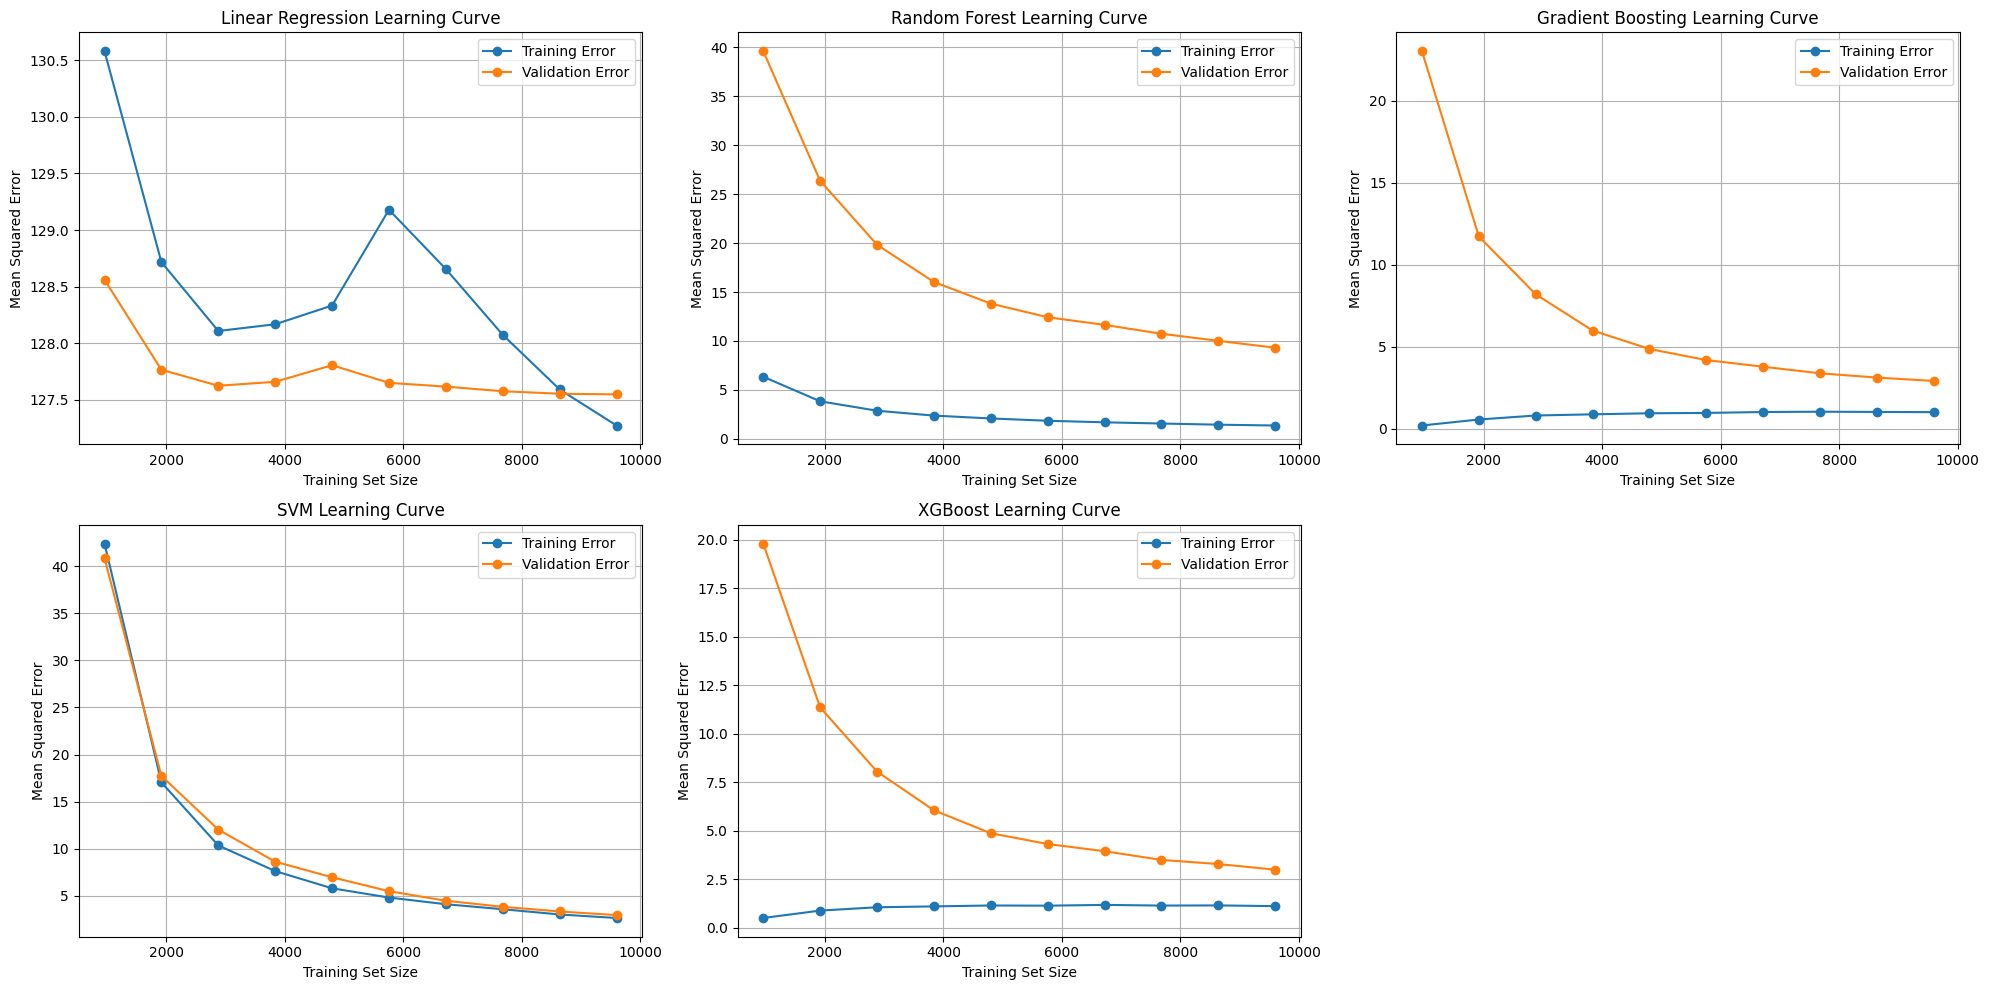 Linear Regression Learning Curve
Mean Squared Error
130.5
130.0
129.5
129.0
128.5
128.0
127.5
Training Error
Validation Error
2000 4000 6000 8000 10000
Training Set Size
Random Forest Learning Curve
Mean Squared Error
40
35
30
25
20
15
10
5
0
Training Error
Validation Error
2000 4000 6000 8000 10000
Training Set Size
Gradient Boosting Learning Curve
Mean Squared Error
20
15
10
5
0
Training Error
Validation Error
2000 4000 6000 8000 10000
Training Set Size
SVM Learning Curve
Mean Squared Error
40
35
30
25
20
15
10
5
Training Error
Validation Error
2000 4000 6000 8000 10000
Training Set Size
XGBoost Learning Curve
Mean Squared Error
20.0
17.5
15.0
12.5
10.0
7.5
5.0
2.5
0.0
Training Error
Validation Error
2000 4000 6000 8000 10000
Training Set Size